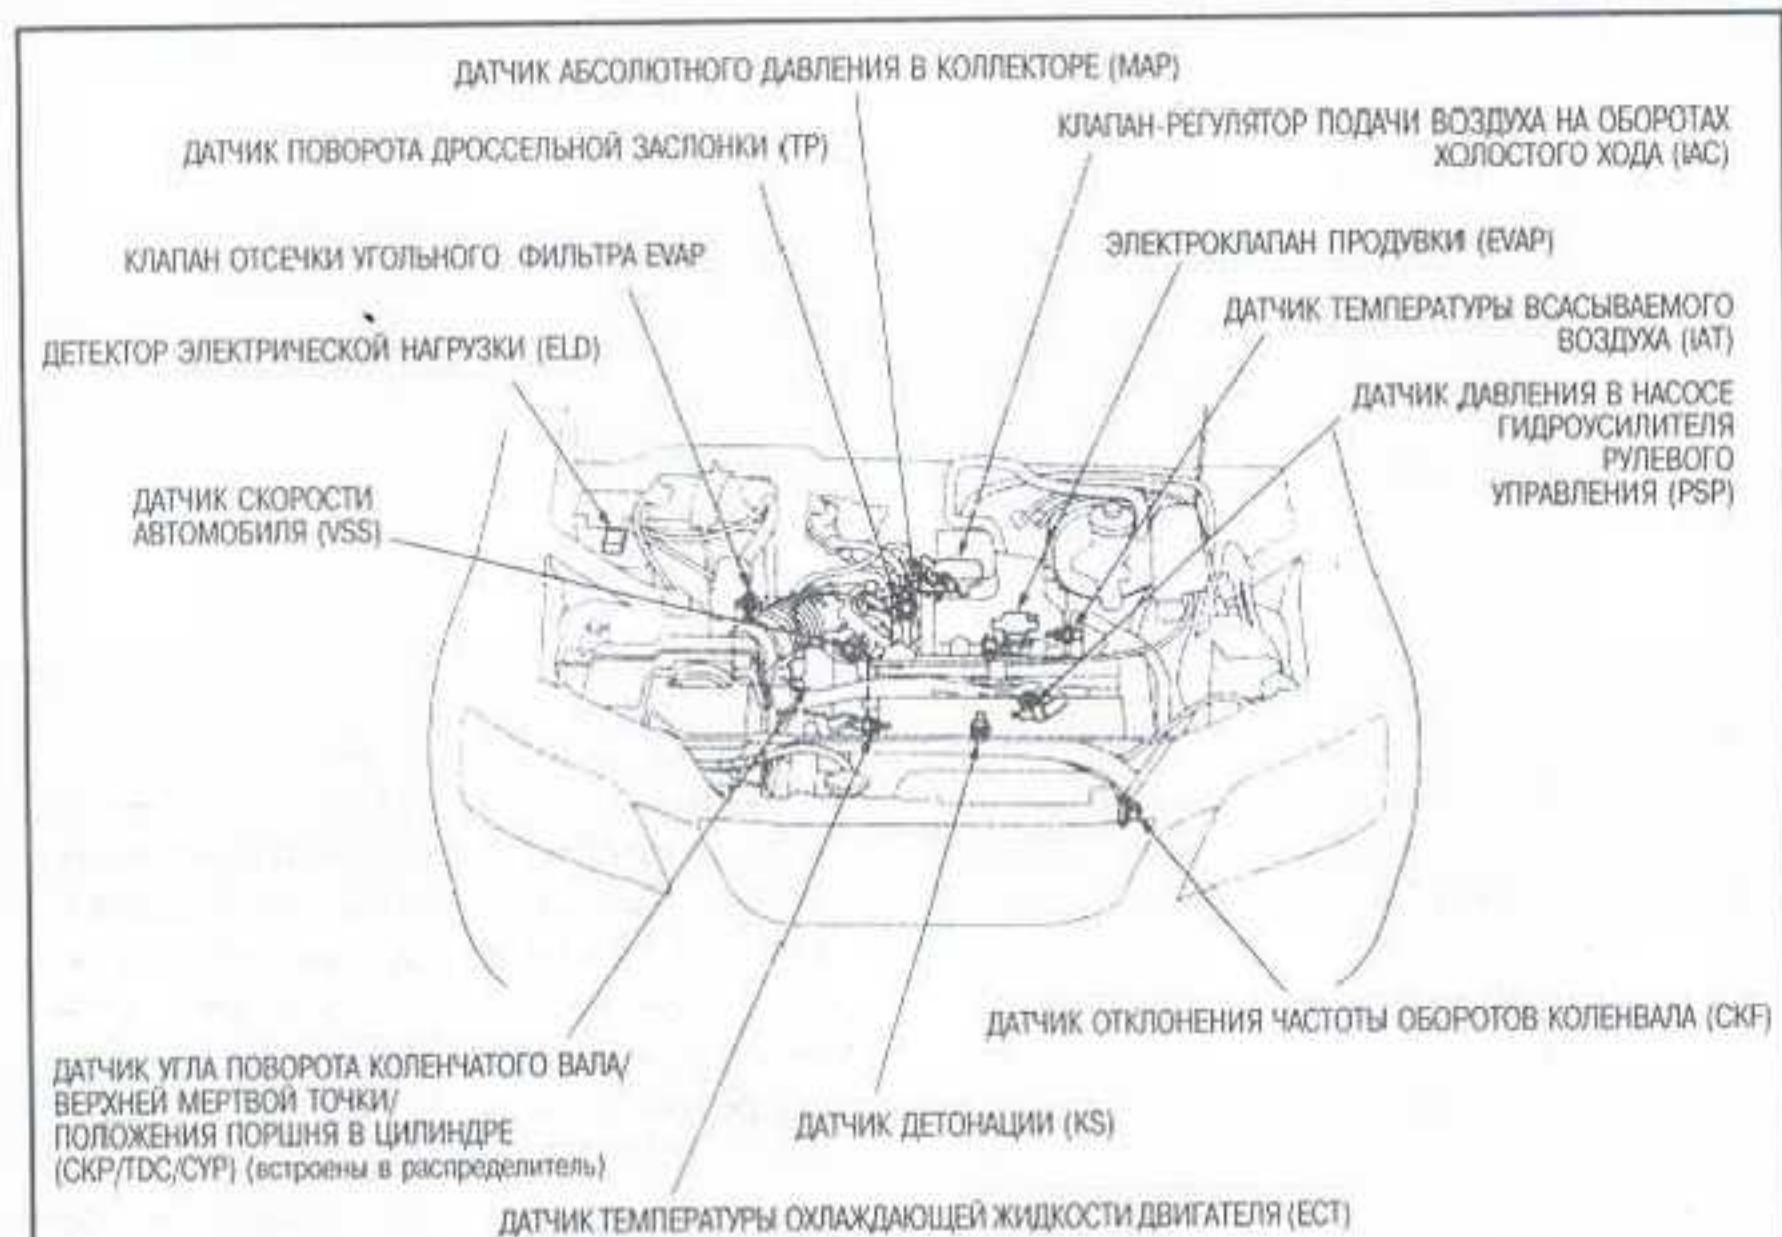 ДАТЧИК АБСОЛЮТНОГО ДАВЛЕНИЯ В КОЛЛЕКТОРЕ (MAP)
КЛАПАН-РЕГУЛЯТОР ПОДАЧИ ВОЗДУХА НА ОБОРОТАХ
ХОЛОСТОГО ХОДА (IAC)
ДАТЧИК ПОВОРОТА ДРОССЕЛЬНОЙ ЗАСЛОНКИ (TP)
КЛАПАН ОТСЕЧКИ УГОЛЬНОГО ФИЛЬТРА EVAP
ЭЛЕКТРОКЛАПАН ПРОДУВКИ (EVAP)
ДАТЧИК ТЕМПЕРАТУРЫ ВСАСЫВАЕМОГО
ВОЗДУХА (IAT)
ДЕТЕКТОР ЭЛЕКТРИЧЕСКОЙ НАГРУЗКИ (ELD)
ДАТЧИК ДАВЛЕНИЯ В НАСОСЕ
ГИДРОУСИЛИТЕЛЯ
РУЛЕВОГО
УПРАВЛЕНИЯ (PSP)
ДАТЧИК СКОРОСТИ
АВТОМОБИЛЯ (VSS)
ДАТЧИК ОТКЛОНЕНИЯ ЧАСТОТЫ ОБОРОТОВ КОЛЕНВАЛА (CKF)
ДАТЧИК УГЛА ПОВОРОТА КОЛЕНЧАТОГО ВАЛА/
ВЕРХНЕЙ МЕРТВОЙ ТОЧКИ/
ПОЛОЖЕНИЯ ПОРШНЯ В ЦИЛИНДРЕ
(CKP/TDC/CYP) (встроены в распределитель)
ДАТЧИК ДЕТОНАЦИИ (KS)
ДАТЧИК ТЕМПЕРАТУРЫ ОХЛАЖДАЮЩЕЙ ЖИДКОСТИ ДВИГАТЕЛЯ (ECT)